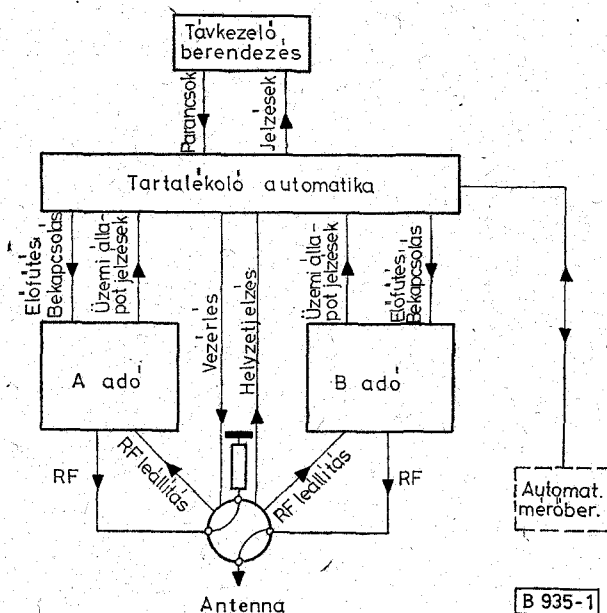 Távkezelő
berendezés
Parancsok
Jelzések
Tartalékoló automatika
Előfűtés
Bekapcsolás
Üzemi álla-
pot jelzések
Vezérlés
Helyzetjelzés
Üzemi álla-
pot jelzések
Előfűtés
Bekapcsolás
A adó
B adó
RF
RF leállítás
RF leállítás
RF
Automat.
mérőber.
Antenna
B 935-1